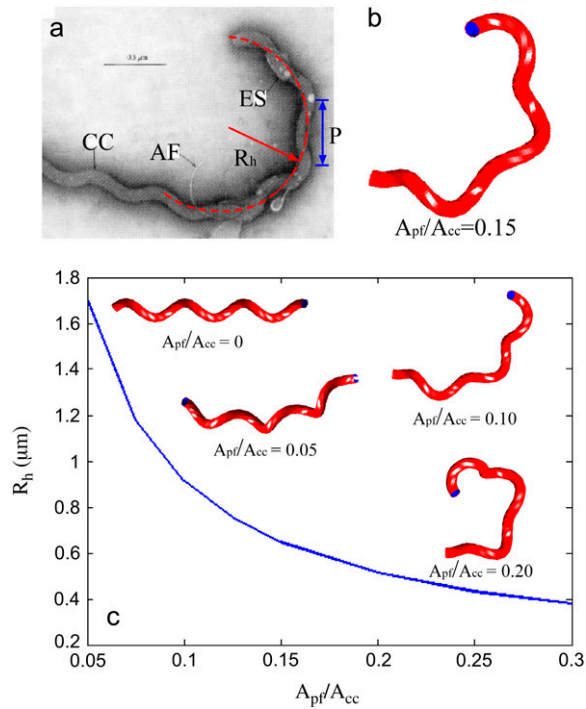 a
0.5 μm
ES
P
CC
AF
Rh
b
Apf/Acc=0.15
1.8
1.6
1.4
1.2
1
0.8
0.6
0.4
0.2
Rh (μm)
Apf/Acc = 0
Apf/Acc = 0.05
Apf/Acc = 0.10
Apf/Acc = 0.20
c
0.05
0.1
0.15
0.2
0.25
0.3
Apf/Acc